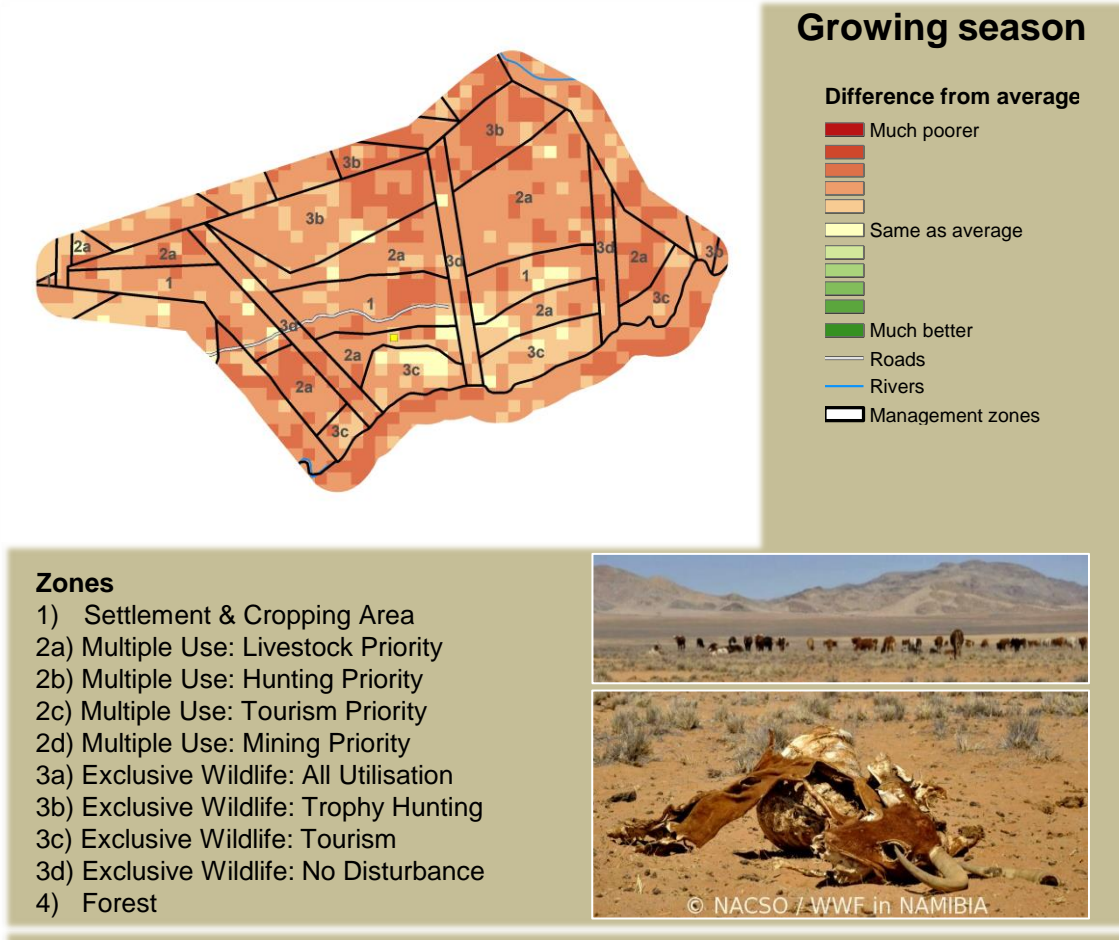 Growing season
Difference from average
Much poorer
Same as average
Much better
Roads
Rivers
Management zones
3b
3b
3b
2a
2a
2a
2a
3d
3d
2a
3b
1
1
1
1
2a
3c
3d
2a
3c
3c
2a
3c
Zones
1) Settlement & Cropping Area
2a) Multiple Use: Livestock Priority
2b) Multiple Use: Hunting Priority
2c) Multiple Use: Tourism Priority
2d) Multiple Use: Mining Priority
3a) Exclusive Wildlife: All Utilisation
3b) Exclusive Wildlife: Trophy Hunting
3c) Exclusive Wildlife: Tourism
3d) Exclusive Wildlife: No Disturbance
4) Forest
© NACSO / WWF in NAMIBIA